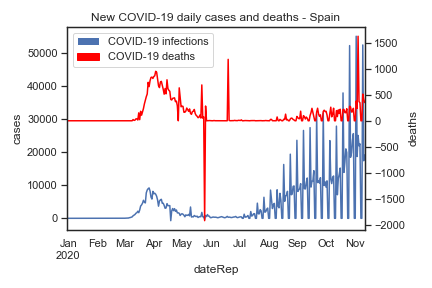 New COVID-19 daily cases and deaths - Spain
COVID-19 infections
COVID-19 deaths
50000
40000
30000
20000
10000
0
cases
1500
1000
500
0
−500
−1000
−1500
−2000
deaths
Jan Feb Mar Apr May Jun Jul Aug Sep Oct Nov
2020
dateRep